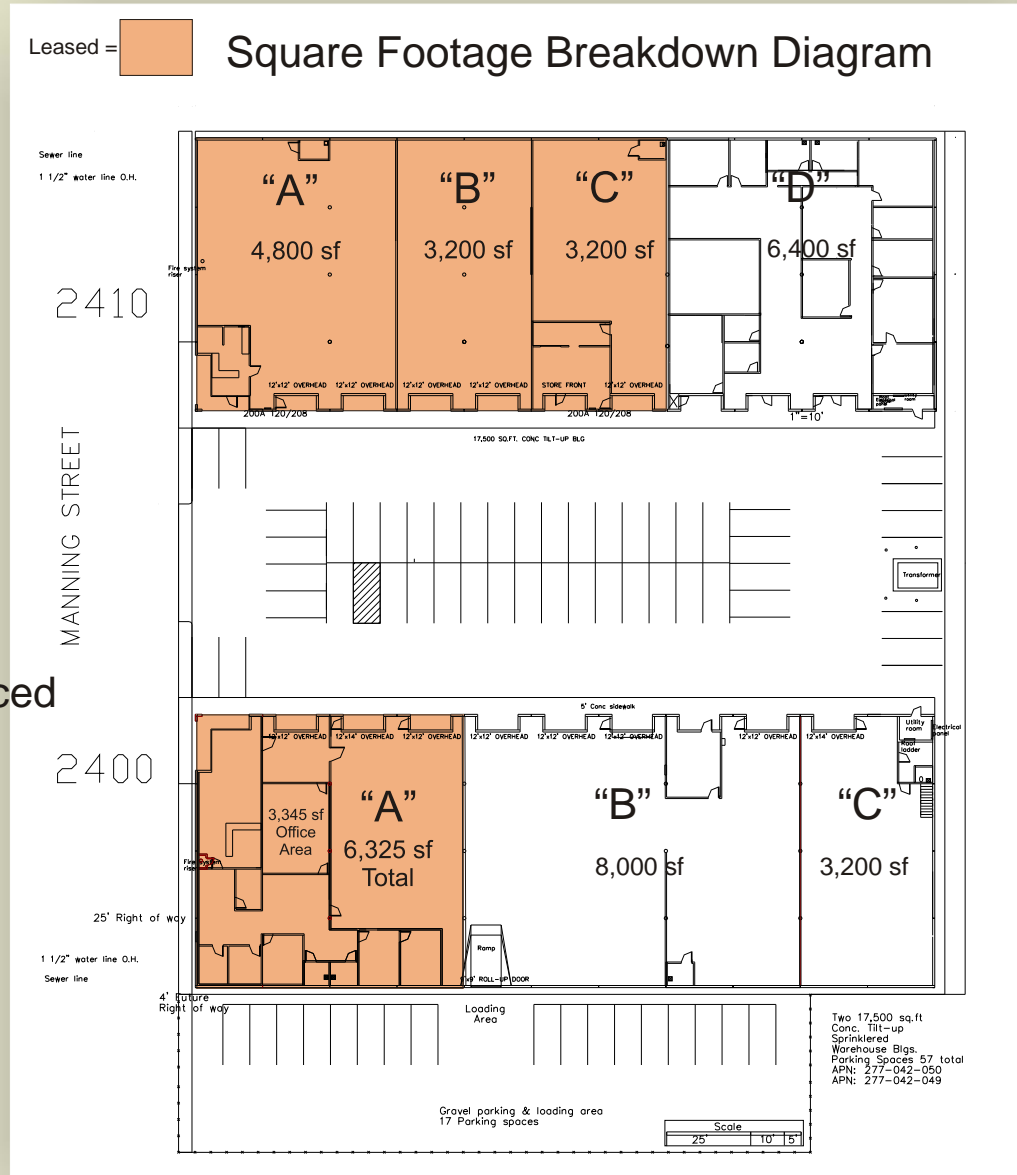 Leased =
Square Footage Breakdown Diagram
Sewer line
1 1/2" water line O.H.
“A”
“B”
“C”
“D”
4,800 sf
3,200 sf
3,200 sf
6,400 sf
Fire system
riser
2410
12'x12' OVERHEAD
12'x12' OVERHEAD
12'x12' OVERHEAD
12'x12' OVERHEAD
STORE FRONT
12'x12' OVERHEAD
room
200A 120/208
200A 120/208
1"=10'
17,500 SQ.FT. CONC TILT-UP BLG
MANNING STREET
Transformer
ced
5' Conc sidewalk
12'x12' OVERHEAD
12'x14' OVERHEAD
12'x12' OVERHEAD
12'x12' OVERHEAD
12'x12' OVERHEAD
12'x12' OVERHEAD
12'x12' OVERHEAD
12'x14' OVERHEAD
Utility
room
Electrical
panel
Roof
ladder
2400
3,345 sf
Office
Area
“A”
6,325 sf
Total
“B”
8,000 sf
“C”
3,200 sf
Fire system
riser
25' Right of way
1 1/2" water line O.H.
Sewer line
Ramp
ROLL-UP DOOR
4' Future
Right of way
Loading
Area
Two 17,500 sq.ft
Conc. Tilt-up
Sprinklered
Warehouse Blgs.
Parking Spaces 57 total
APN: 277-042-050
APN: 277-042-049
Gravel parking & loading area
17 Parking spaces
Scale
25' 10' 5'